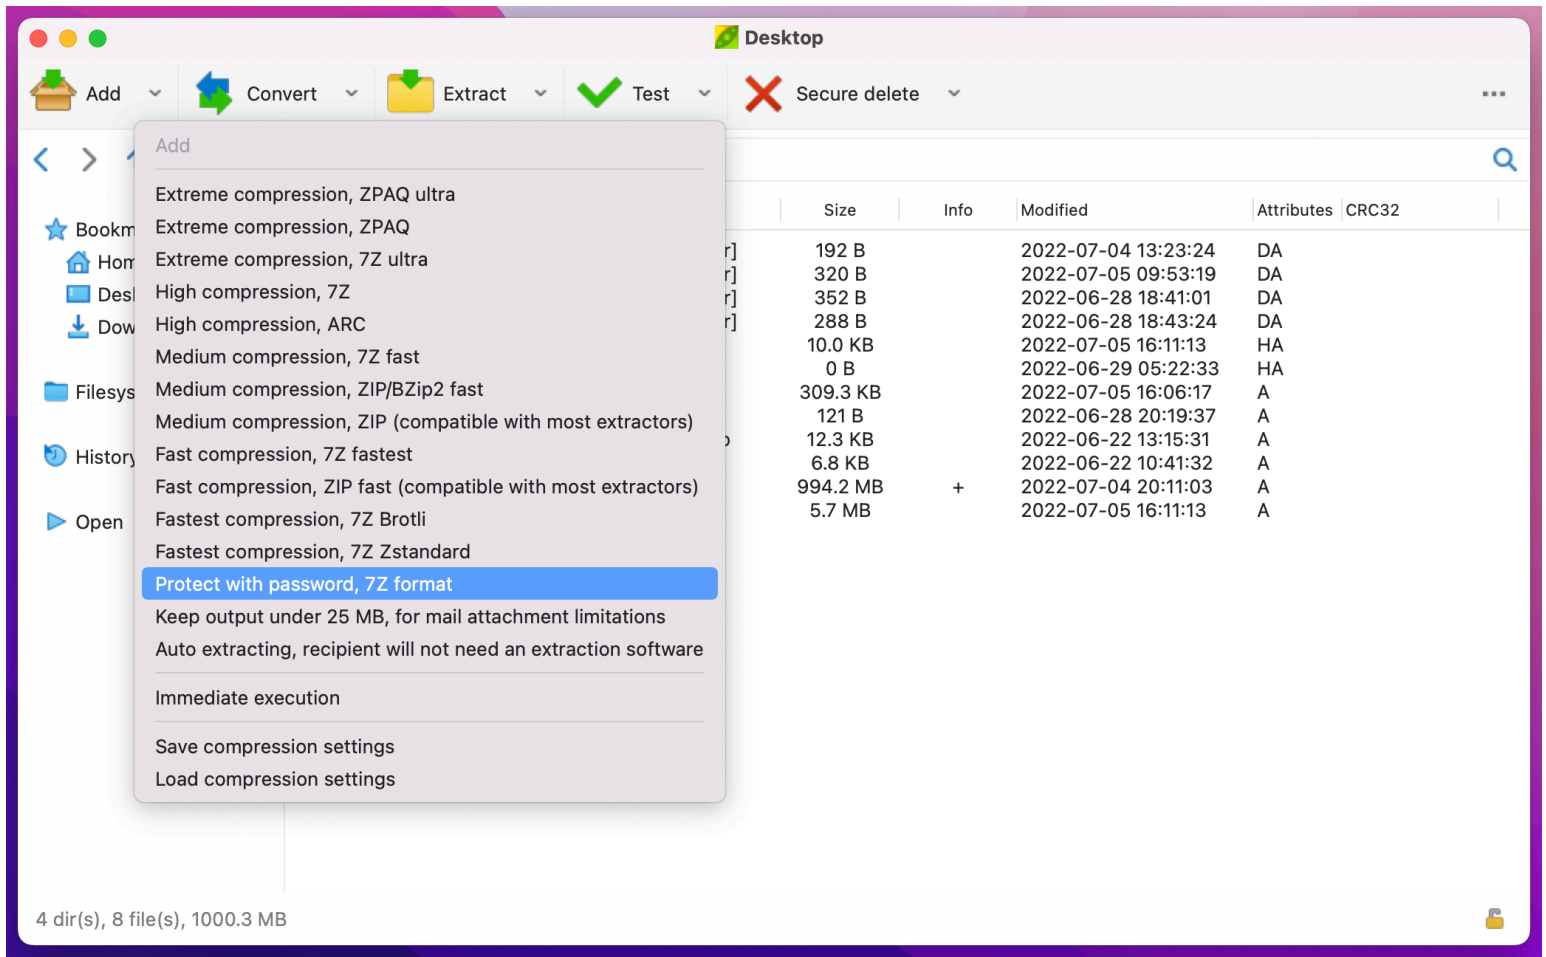 Desktop
Add
Convert
Extract
Test
Secure delete
Add
Extreme compression, ZPAQ ultra
Extreme compression, ZPAQ
Extreme compression, 7Z ultra
High compression, 7Z
High compression, ARC
Medium compression, 7Z fast
Medium compression, ZIP/BZip2 fast
Medium compression, ZIP (compatible with most extractors)
Fast compression, 7Z fastest
Fast compression, ZIP fast (compatible with most extractors)
Fastest compression, 7Z Brotli
Fastest compression, 7Z Zstandard
Protect with password, 7Z format
Keep output under 25 MB, for mail attachment limitations
Auto extracting, recipient will not need an extraction software
Immediate execution
Save compression settings
Load compression settings
Bookm
Hom
Desl
Dow
Filesys
History
Open
Size Info Modified Attributes CRC32
r] 192 B 2022-07-04 13:23:24 DA
r] 320 B 2022-07-05 09:53:19 DA
r] 352 B 2022-06-28 18:41:01 DA
r] 288 B 2022-06-28 18:43:24 DA
10.0 KB 2022-07-05 16:11:13 HA
0 B 2022-06-29 05:22:33 HA
309.3 KB 2022-07-05 16:06:17 A
121 B 2022-06-28 20:19:37 A
12.3 KB 2022-06-22 13:15:31 A
6.8 KB 2022-06-22 10:41:32 A
994.2 MB + 2022-07-04 20:11:03 A
5.7 MB 2022-07-05 16:11:13 A
4 dir(s), 8 file(s), 1000.3 MB